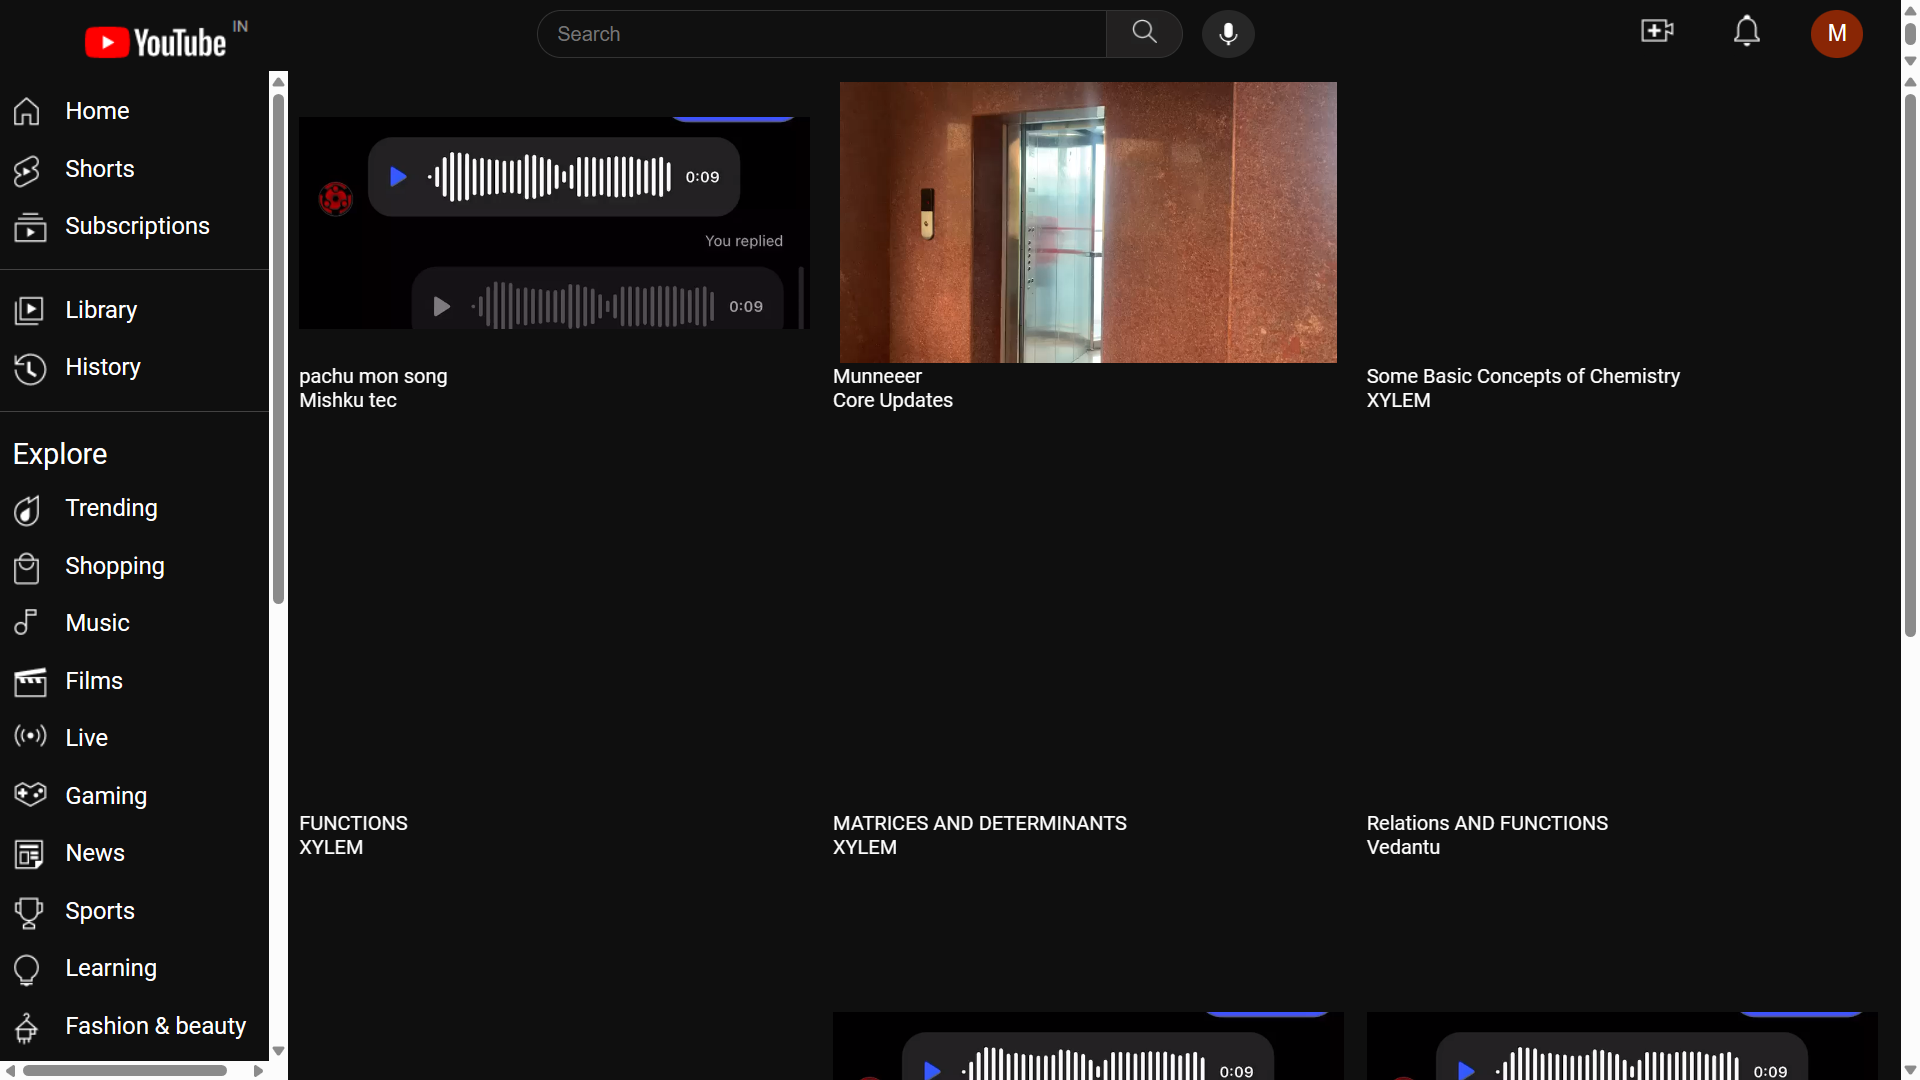 YouTube IN
Search
M
Home
Shorts
Subscriptions
Library
History
Explore
Trending
Shopping
Music
Films
Live
Gaming
News
Sports
Learning
Fashion & beauty
0:09
You replied
0:09
pachu mon song
Mishku tec
Munneeer
Core Updates
Some Basic Concepts of Chemistry
XYLEM
FUNCTIONS
XYLEM
MATRICES AND DETERMINANTS
XYLEM
Relations AND FUNCTIONS
Vedantu
0:09
0:09